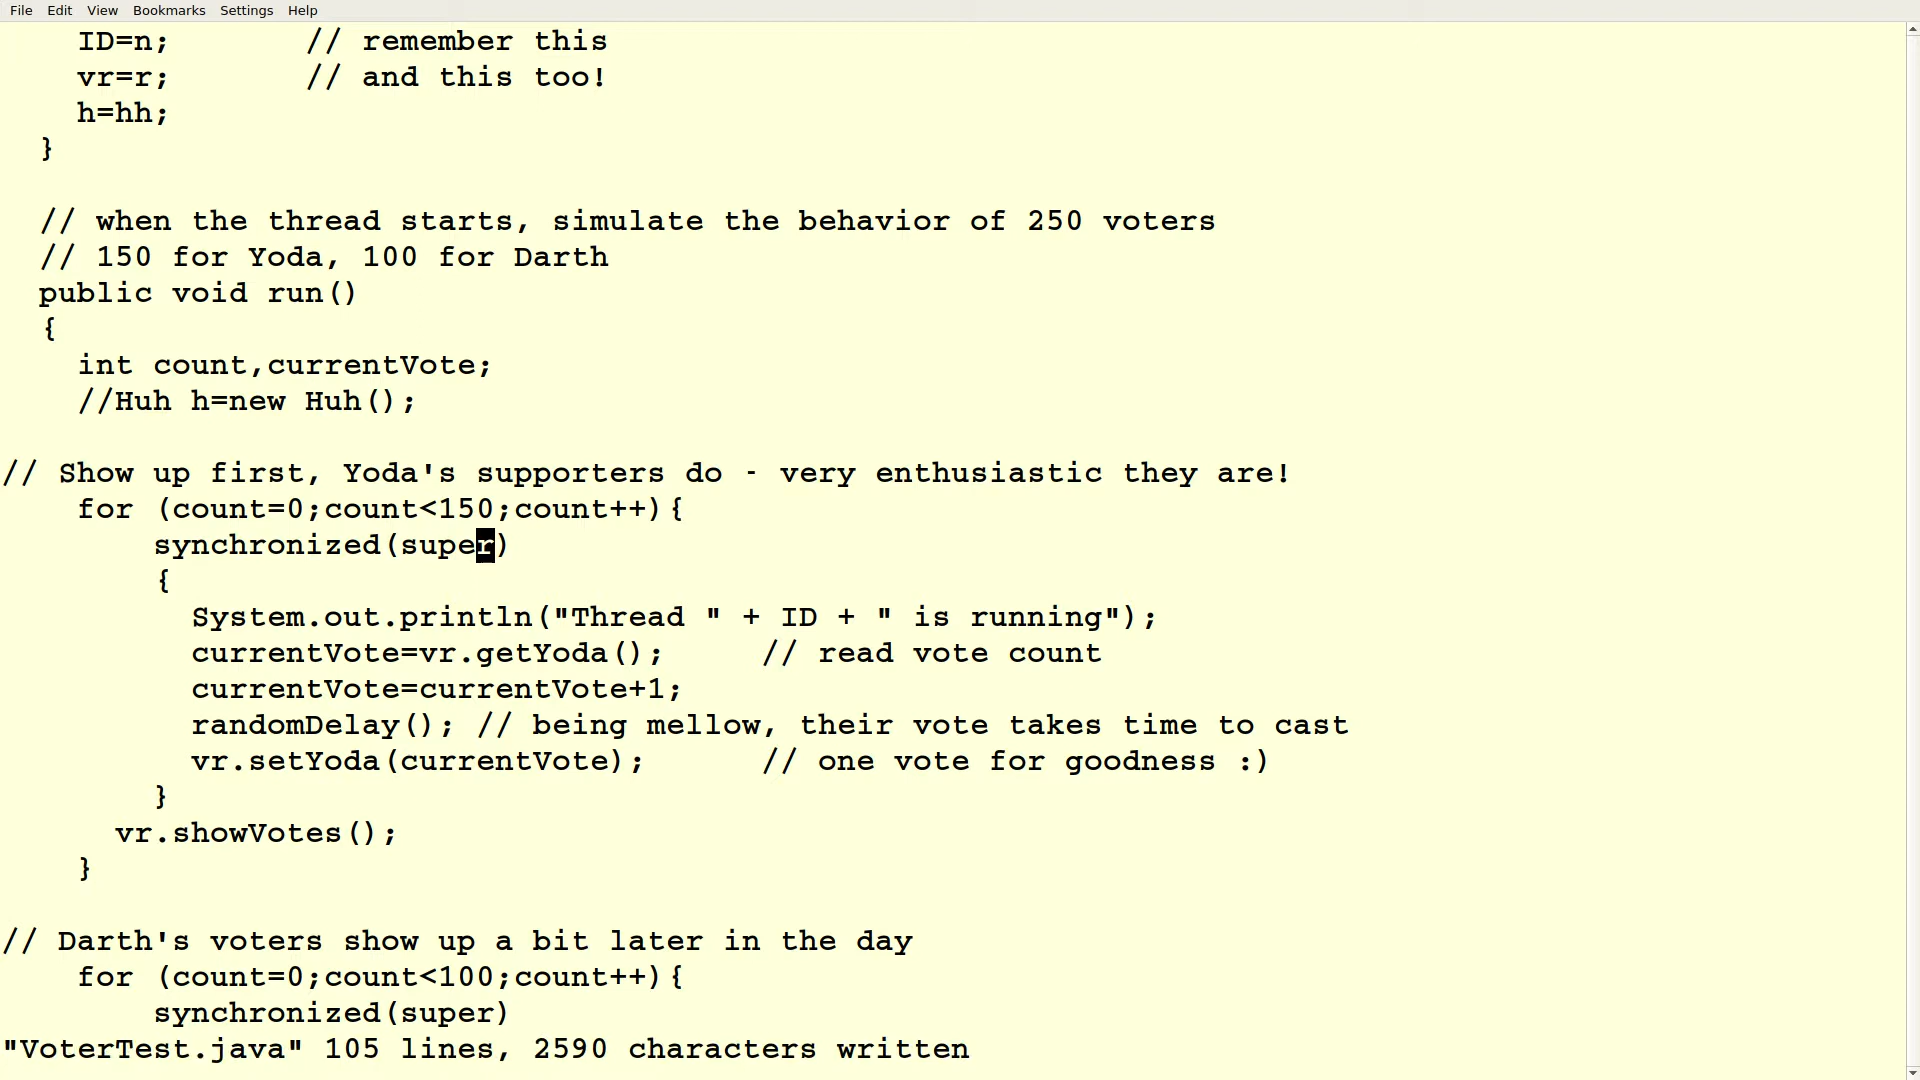 File Edit View Bookmarks Settings Help
ID=n;       // remember this
vr=r;       // and this too!
h=hh;
}
// when the thread starts, simulate the behavior of 250 voters
// 150 for Yoda, 100 for Darth
public void run()
{
int count,currentVote;
//Huh h=new Huh();
// Show up first, Yoda's supporters do - very enthusiastic they are!
for (count=0;count<150;count++){
synchronized(super)
{
System.out.println("Thread " + ID + " is running");
currentVote=vr.getYoda();     // read vote count
currentVote=currentVote+1;
randomDelay(); // being mellow, their vote takes time to cast
vr.setYoda(currentVote);      // one vote for goodness :)
}
vr.showVotes();
}
// Darth's voters show up a bit later in the day
for (count=0;count<100;count++){
synchronized(super)
"VoterTest.java" 105 lines, 2590 characters written